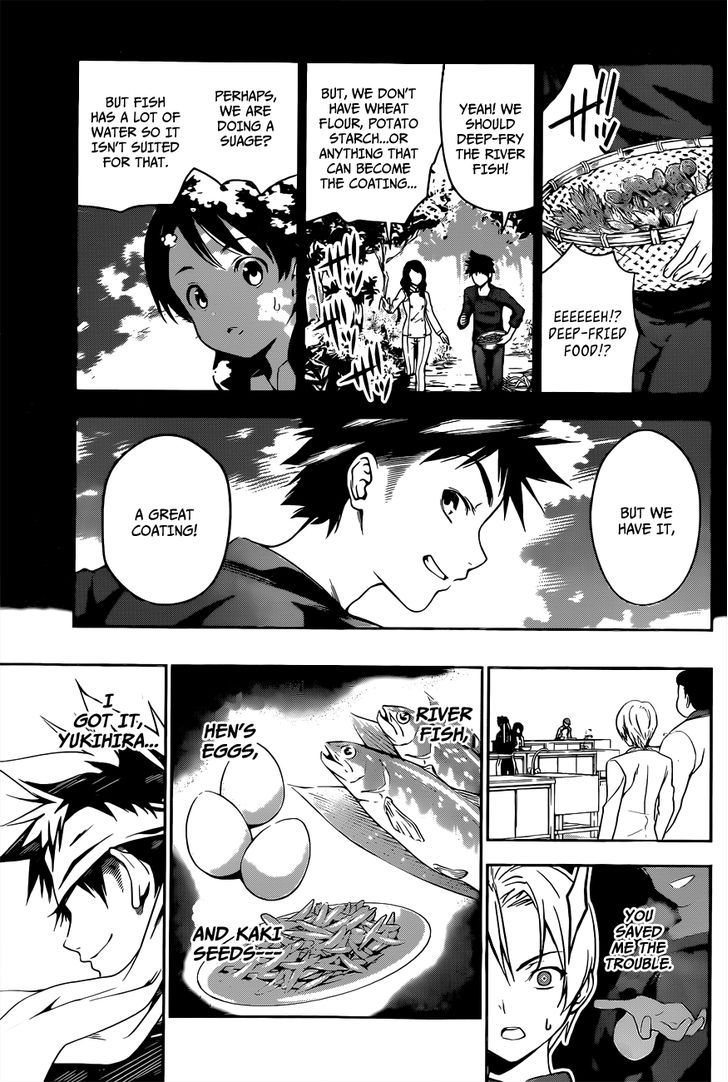 EEEEEEH!?
DEEP-FRIED
FOOD!?
YEAH! WE
SHOULD
DEEP-FRY
THE RIVER
FISH!
BUT, WE DON'T
HAVE WHEAT
FLOUR, POTATO
STARCH...OR
ANYTHING THAT
CAN BECOME
THE COATING...
PERHAPS,
WE ARE
DOING A
SUAGE?
BUT FISH
HAS A LOT OF
WATER SO IT
ISN'T SUITED
FOR THAT.
BUT WE
HAVE IT,
A GREAT
COATING!
YOU
SAVED
ME THE
TROUBLE.
RIVER
FISH,
HEN'S
EGGS,
AND KAKI
SEEDS---
I
GOT IT,
YUKIHIRA...